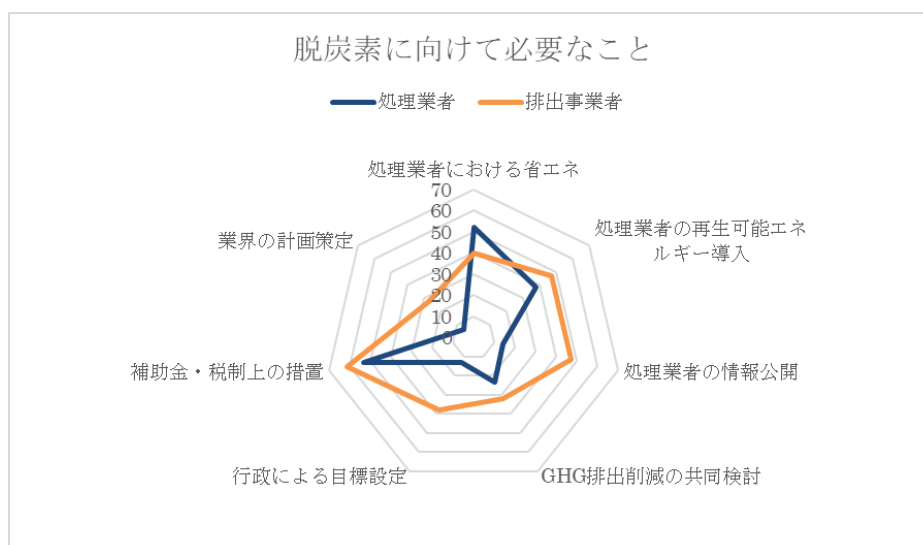 脱炭素に向けて必要なこと
処理業者
排出事業者
処理業者における省エネ
70
60
50
40
30
20
10
0
処理業者の再生可能エネ
ルギー導入
処理業者の情報公開
GHG排出削減の共同検討
行政による目標設定
補助金・税制上の措置
業界の計画策定